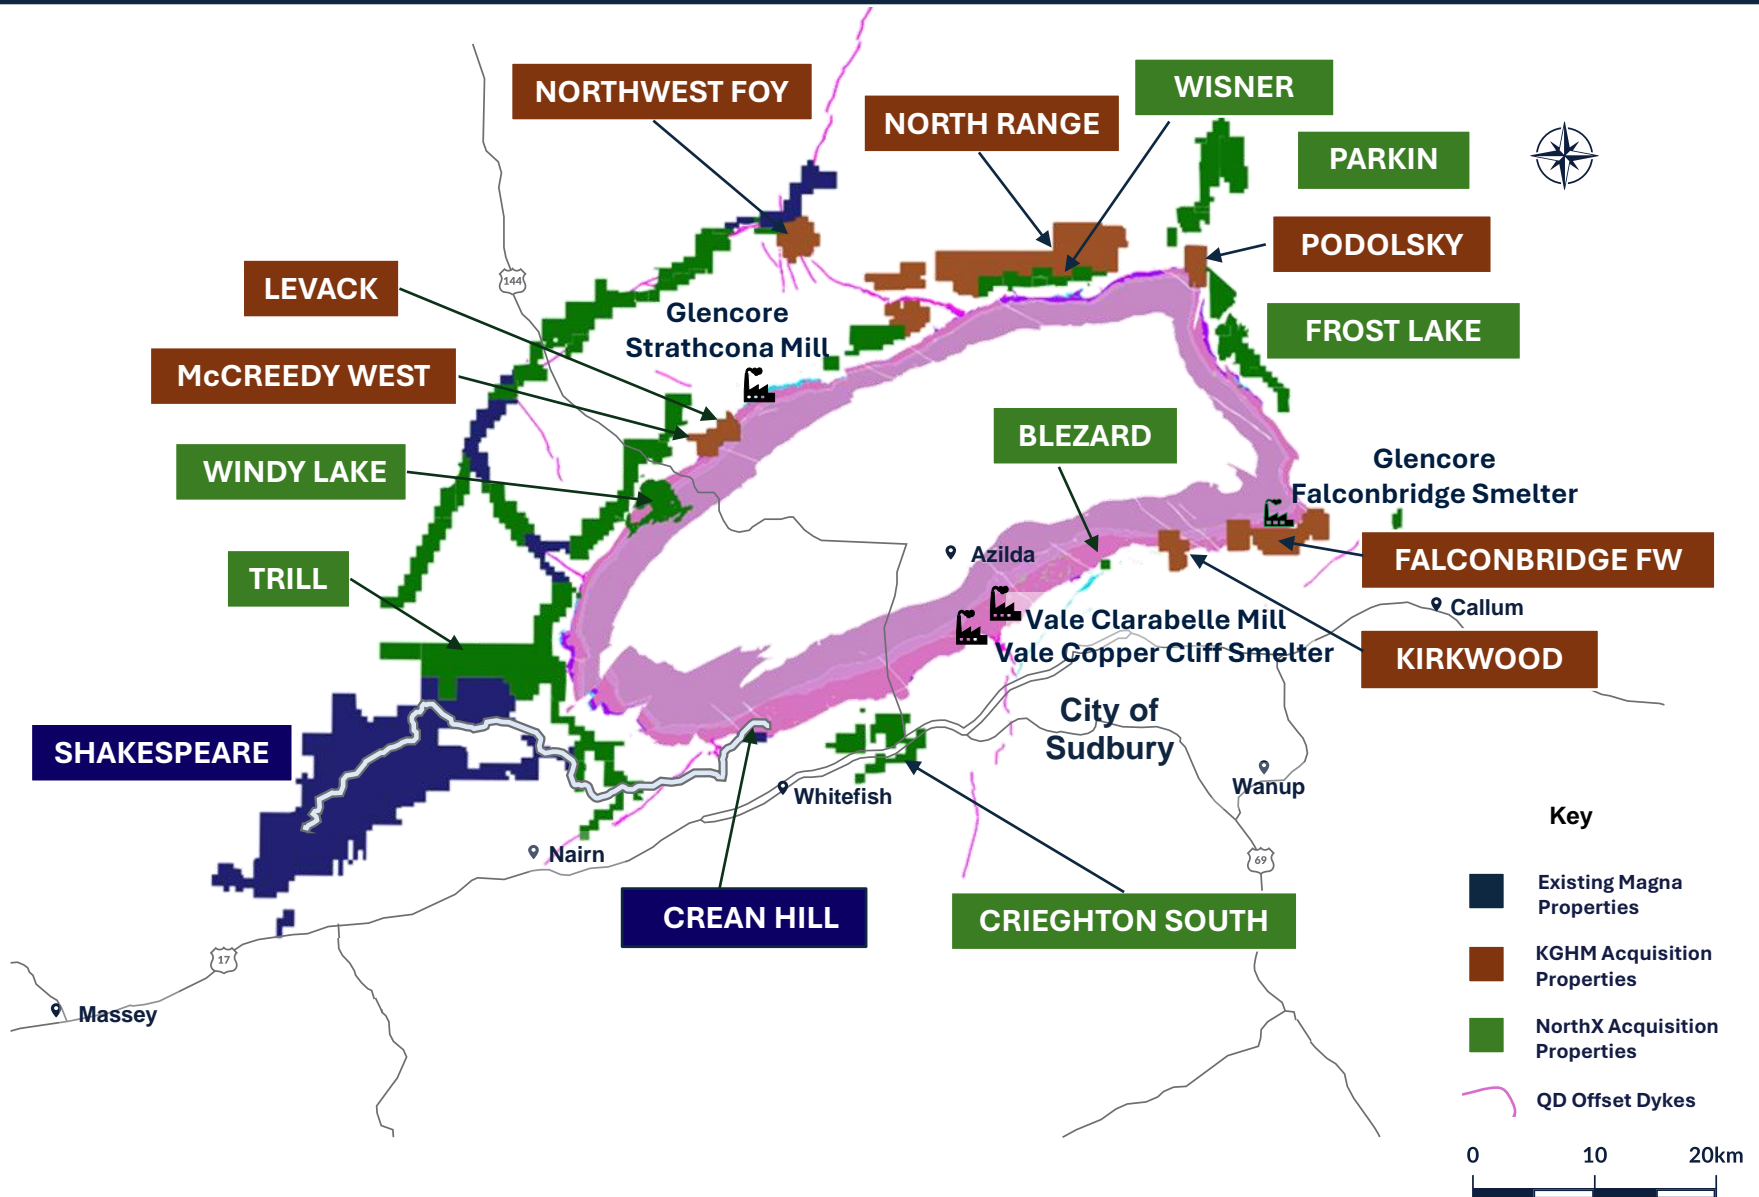 NORTHWEST FOY
NORTH RANGE
WISNER
PARKIN
PODOLSKY
LEVACK
144
Glencore
Strathcona Mill
FROST LAKE
McCREEDY WEST
BLEZARD
WINDY LAKE
Glencore
Falconbridge Smelter
Azilda
FALCONBRIDGE FW
TRILL
Callum
Vale Clarabelle Mill
Vale Copper Cliff Smelter
KIRKWOOD
City of
Sudbury
SHAKESPEARE
Whitefish
Wanup
Nairn
69
CREAN HILL
CRIEGHTON SOUTH
17
Massey
Key
Existing Magna
Properties
KGHM Acquisition
Properties
NorthX Acquisition
Properties
QD Offset Dykes
0 10 20km